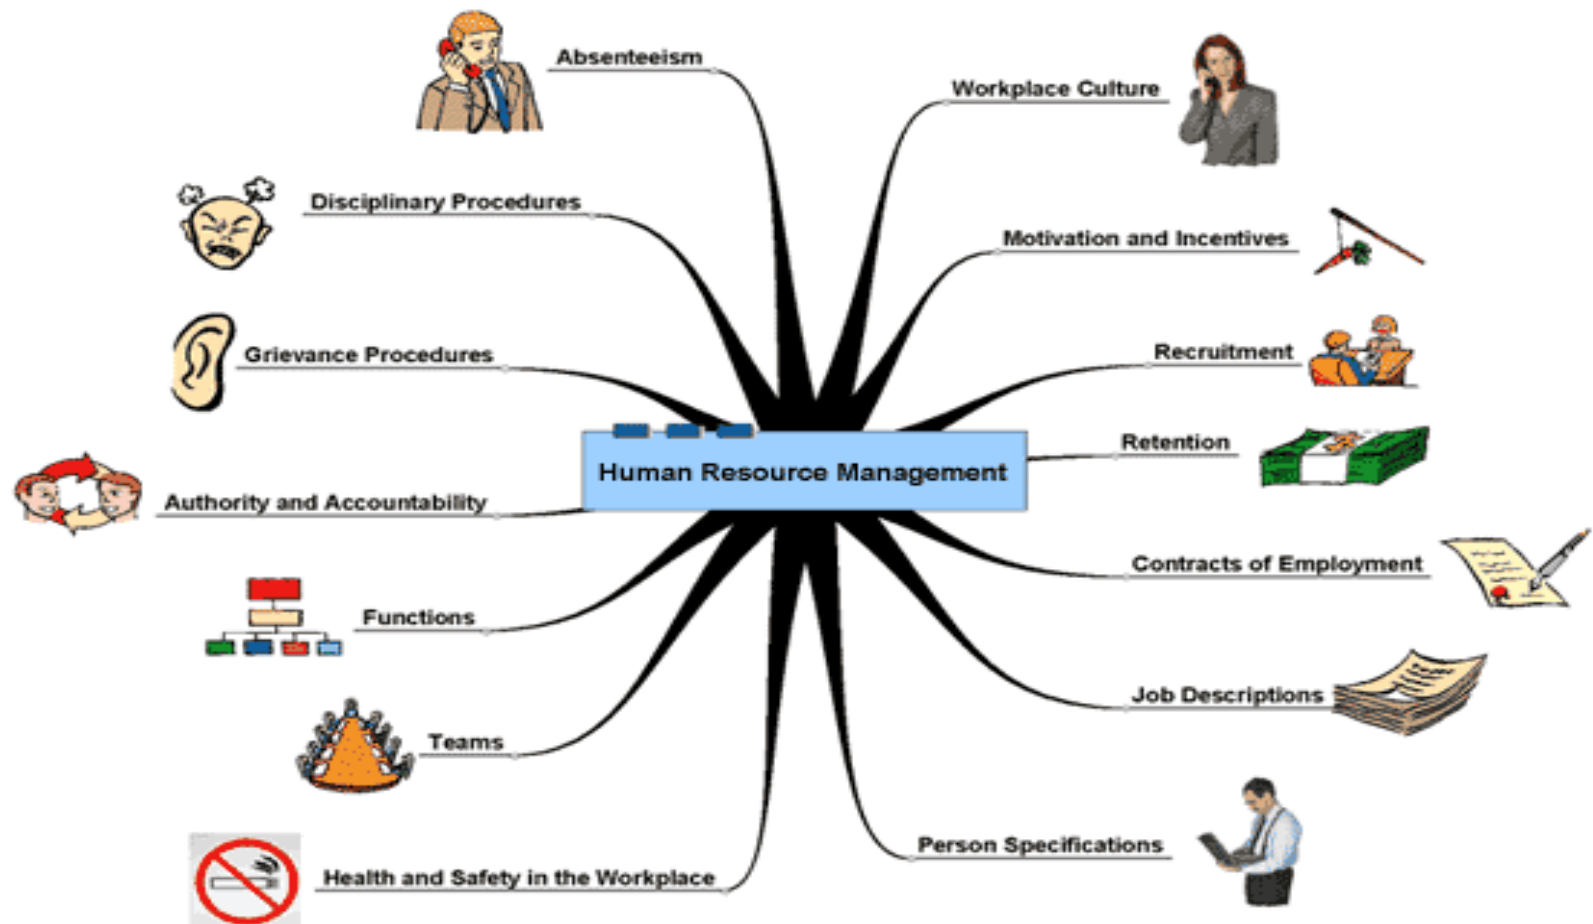 Absenteeism
Workplace Culture
Disciplinary Procedures
Motivation and Incentives
Grievance Procedures
Recruitment
Retention
Human Resource Management
Authority and Accountability
Contracts of Employment
Functions
Job Descriptions
Teams
Person Specifications
Health and Safety in the Workplace